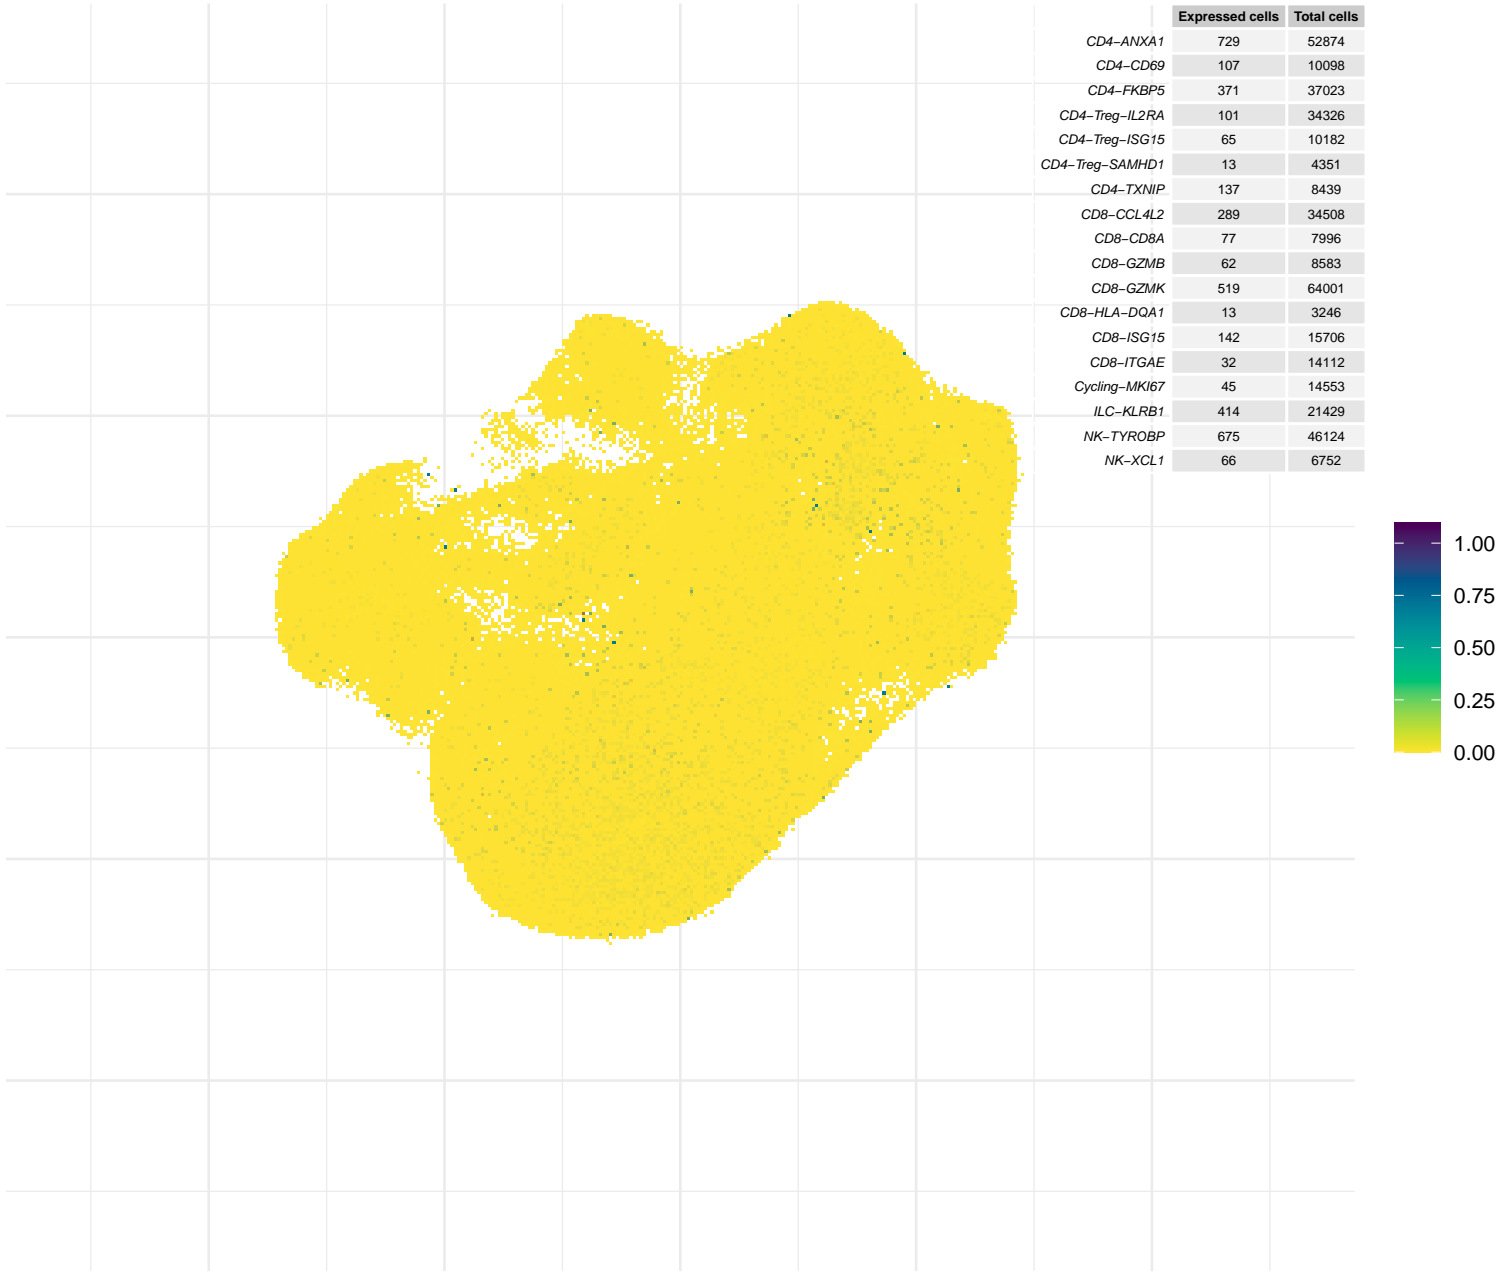 Expressed cells Total cells
CD4−ANXA1 729 52874
CD4−CD69 107 10098
CD4−FKBP5 371 37023
CD4−Treg−IL2RA 101 34326
CD4−Treg−ISG15 65 10182
CD4−Treg−SAMHD1 13 4351
CD4−TXNIP 137 8439
CD8−CCL4L2 289 34508
CD8−CD8A 77 7996
CD8−GZMB 62 8583
CD8−GZMK 519 64001
CD8−HLA−DQA1 13 3246
CD8−ISG15 142 15706
CD8−ITGAE 32 14112
Cycling−MKI67 45 14553
ILC−KLRB1 414 21429
NK−TYROBP 675 46124
NK−XCL1 66 6752
1.00
0.75
0.50
0.25
0.00